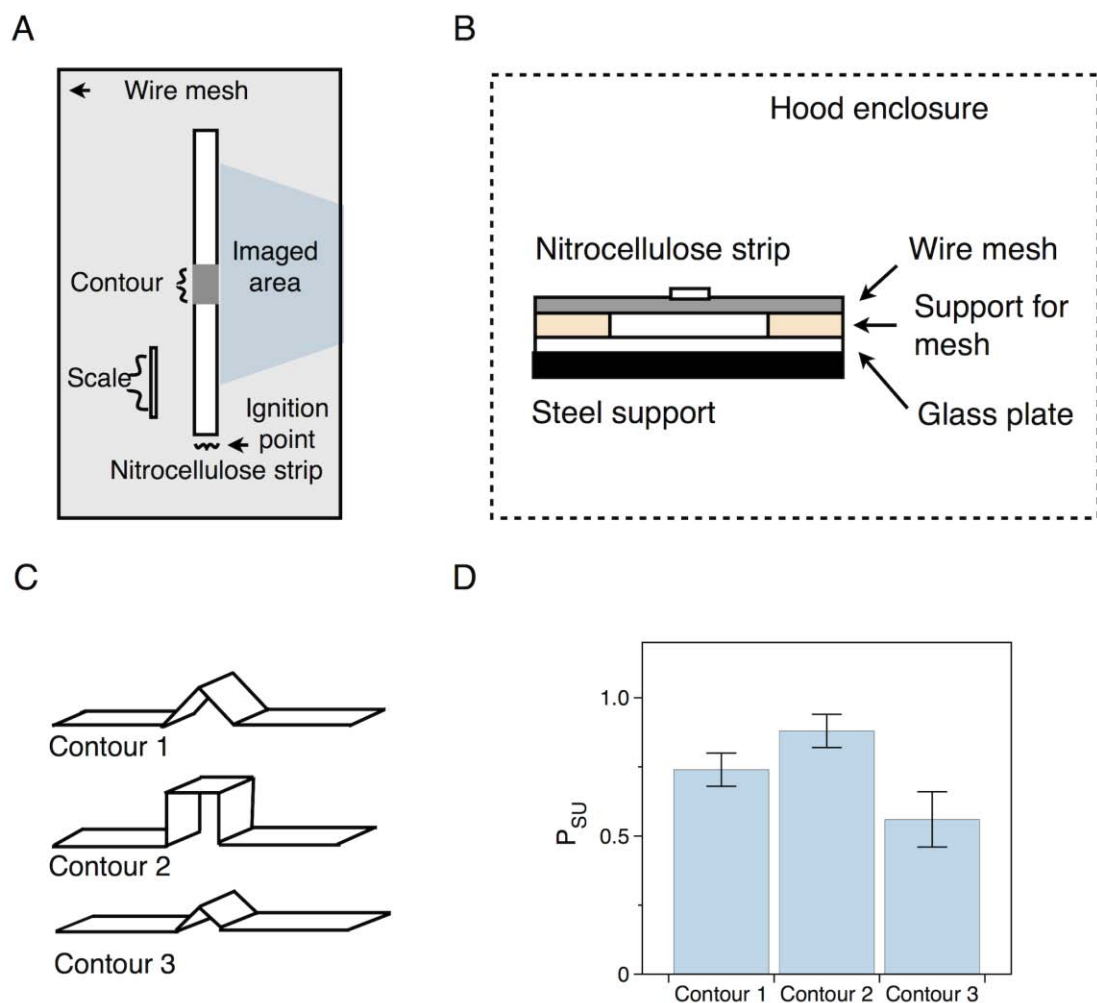 A
Wire mesh
Contour
Imaged
area
Scale
Ignition
point
Nitrocellulose strip
B
Hood enclosure
Nitrocellulose strip
Wire mesh
Support for
mesh
Steel support
Glass plate
C
Contour 1
Contour 2
Contour 3
D
P_SU
1.0
0.5
0
Contour 1 Contour 2 Contour 3